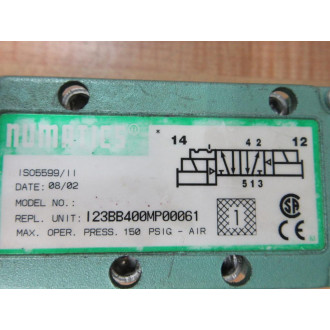 numatics
14 4 2 12
5 1 3
ISO5599/II
DATE: 08/02
MODEL NO.:
REPL. UNIT: I23BB400MP00061
MAX. OPER. PRESS. 150 PSIG - AIR
1
SA
CE